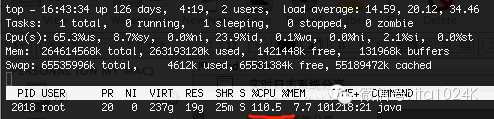 top - 16:43:34 up 126 days, 4:19, 2 users, load average: 14.59, 20.12, 34.46
Tasks: 1 total, 0 running, 1 sleeping, 0 stopped, 0 zombie
Cpu(s): 65.3%us, 8.7%sy, 0.0%ni, 23.9%id, 0.1%wa, 0.0%hi, 2.1%si, 0.0%st
Mem: 264614568k total, 263193120k used, 1421448k free, 131968k buffers
Swap: 65535996k total, 4612k used, 65531384k free, 55189472k cached
PID USER PR NI VIRT RES SHR S %CPU %MEM TIME+ COMMAND
2018 root 20 0 237g 19g 25m S 110.5 7.7 101218:21 java